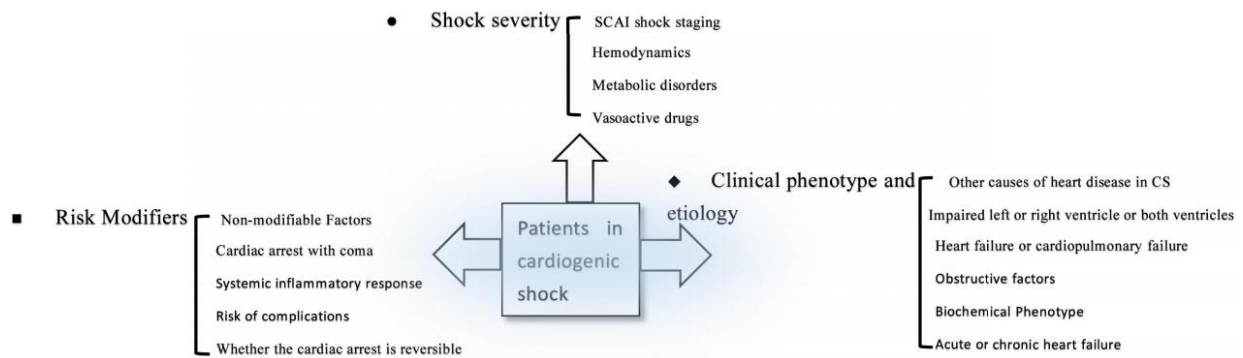 ● Shock severity
SCAI shock staging
Hemodynamics
Metabolic disorders
Vasoactive drugs
■ Risk Modifiers
Non-modifiable Factors
Cardiac arrest with coma
Systemic inflammatory response
Risk of complications
Whether the cardiac arrest is reversible
Patients in
cardiogenic
shock
◆ Clinical phenotype and
etiology
Other causes of heart disease in CS
Impaired left or right ventricle or both ventricles
Heart failure or cardiopulmonary failure
Obstructive factors
Biochemical Phenotype
Acute or chronic heart failure